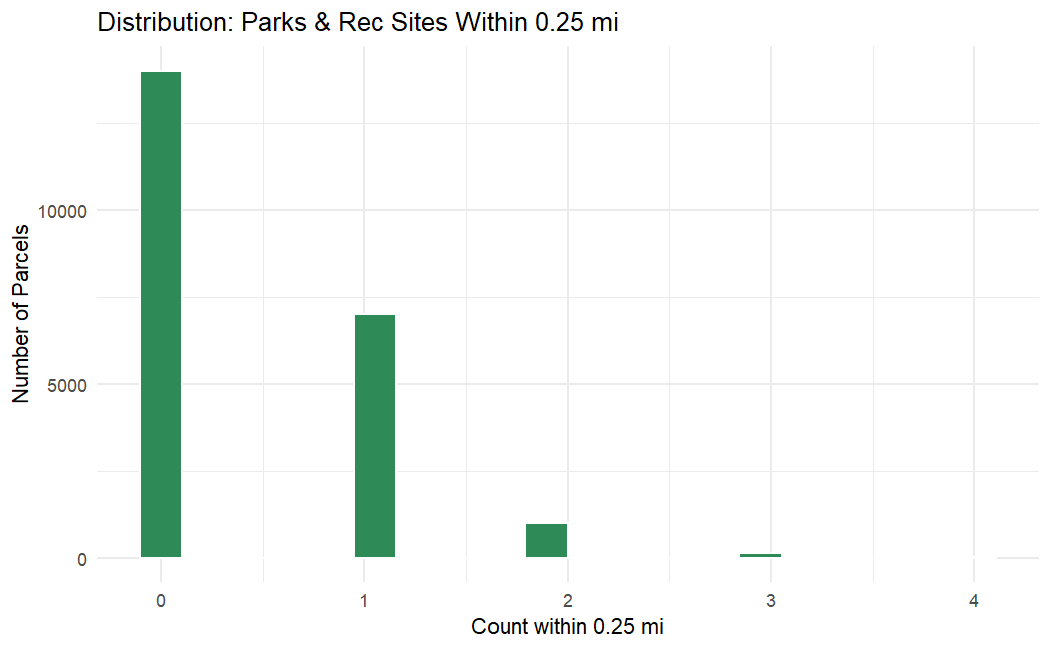 Distribution: Parks & Rec Sites Within 0.25 mi
Number of Parcels
10000
5000
0
0 1 2 3 4
Count within 0.25 mi